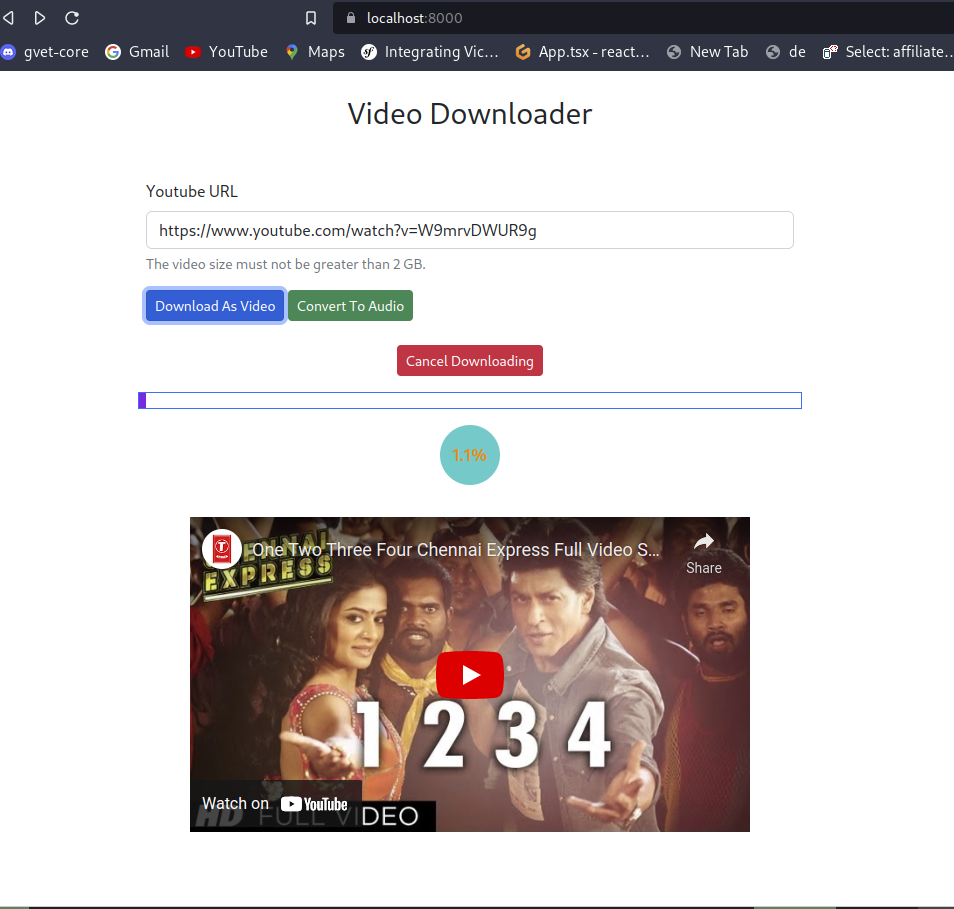 localhost:8000
gvet-core Gmail YouTube Maps Integrating Vic... App.tsx - react... New Tab de Select: affiliate...
Video Downloader
Youtube URL
https://www.youtube.com/watch?v=W9mrvDWUR9g
The video size must not be greater than 2 GB.
Download As Video Convert To Audio
Cancel Downloading
1.1%
One Two Three Four Chennai Express Full Video S...
Share
CHENNAI
EXPRESS
1 2 3 4
Watch on YouTube
HD FULL VIDEO